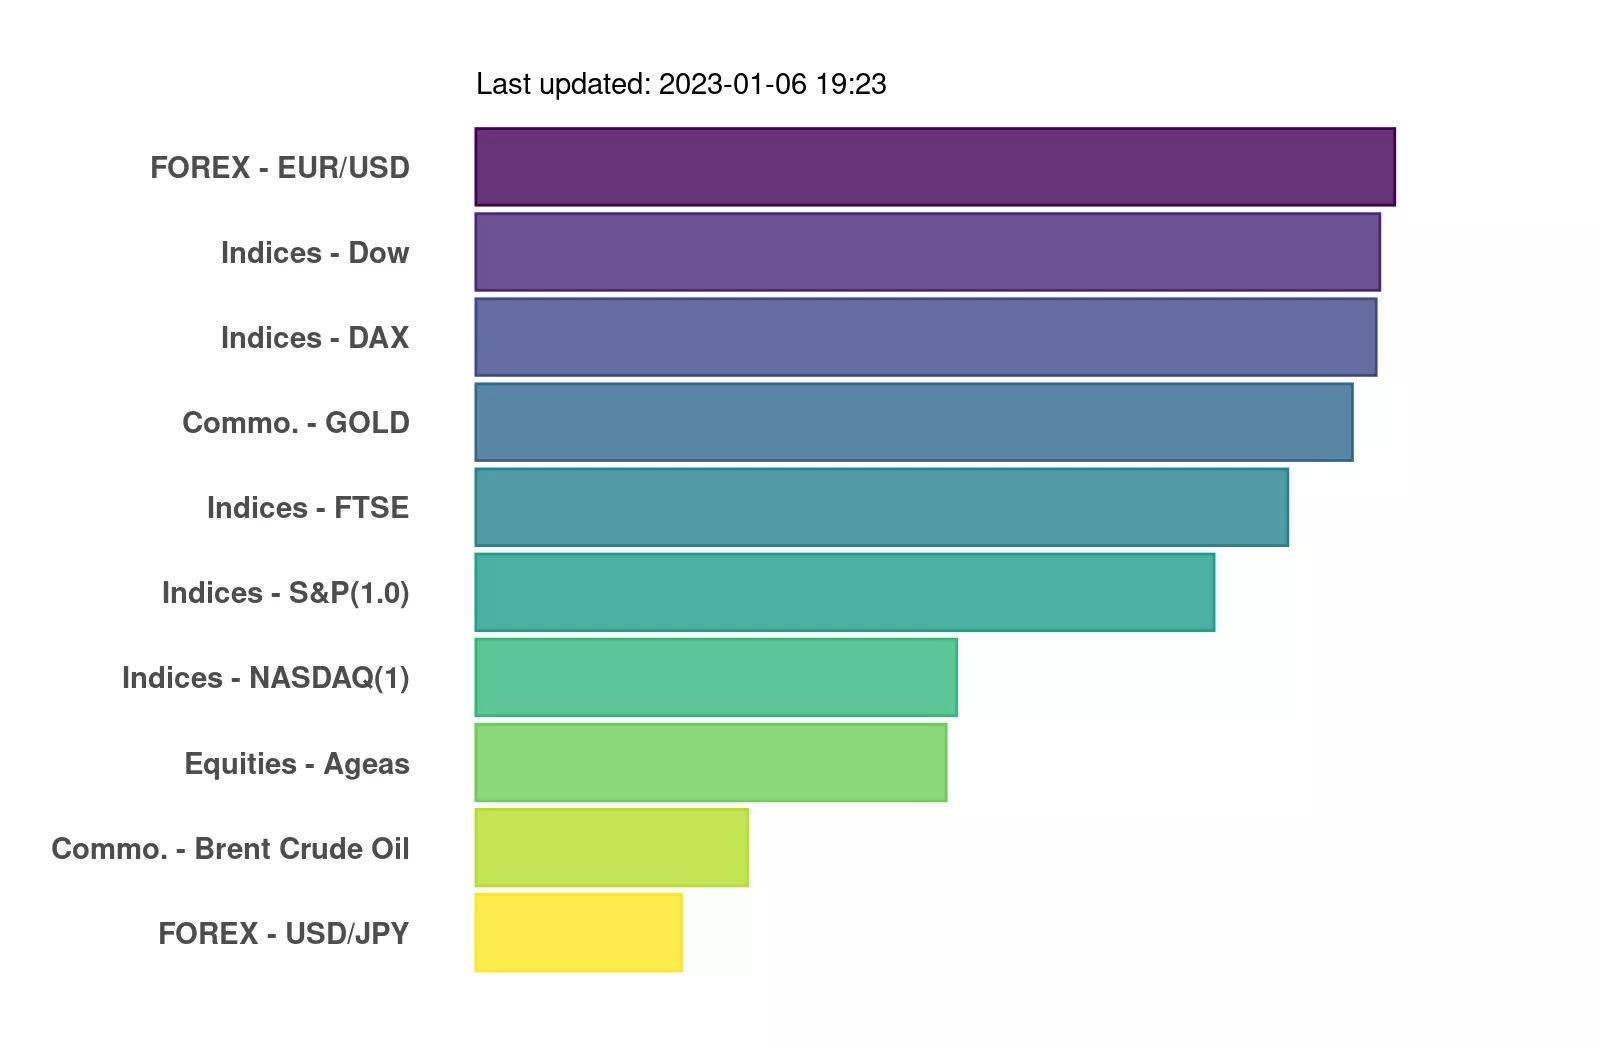 Last updated: 2023-01-06 19:23
FOREX - EUR/USD
Indices - Dow
Indices - DAX
Commo. - GOLD
Indices - FTSE
Indices - S&P(1.0)
Indices - NASDAQ(1)
Equities - Ageas
Commo. - Brent Crude Oil
FOREX - USD/JPY